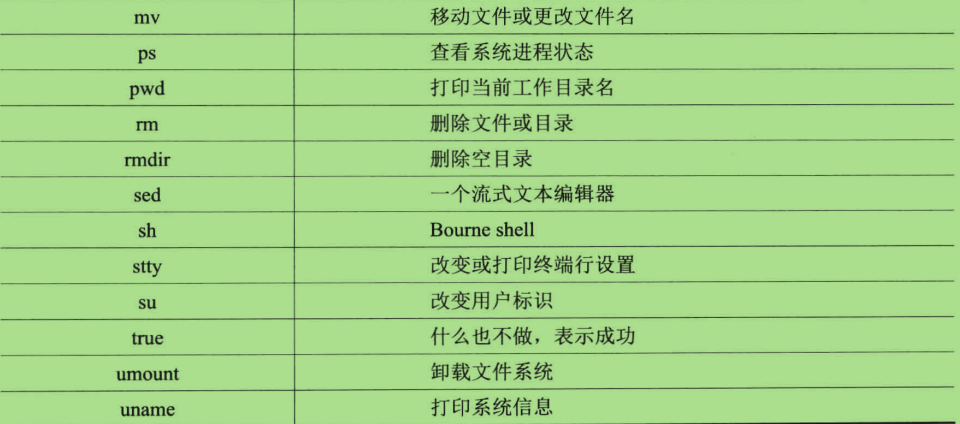 mv 移动文件或更改文件名
ps 查看系统进程状态
pwd 打印当前工作目录名
rm 删除文件或目录
rmdir 删除空目录
sed 一个流式文本编辑器
sh Bourne shell
stty 改变或打印终端行设置
su 改变用户标识
true 什么也不做，表示成功
umount 卸载文件系统
uname 打印系统信息